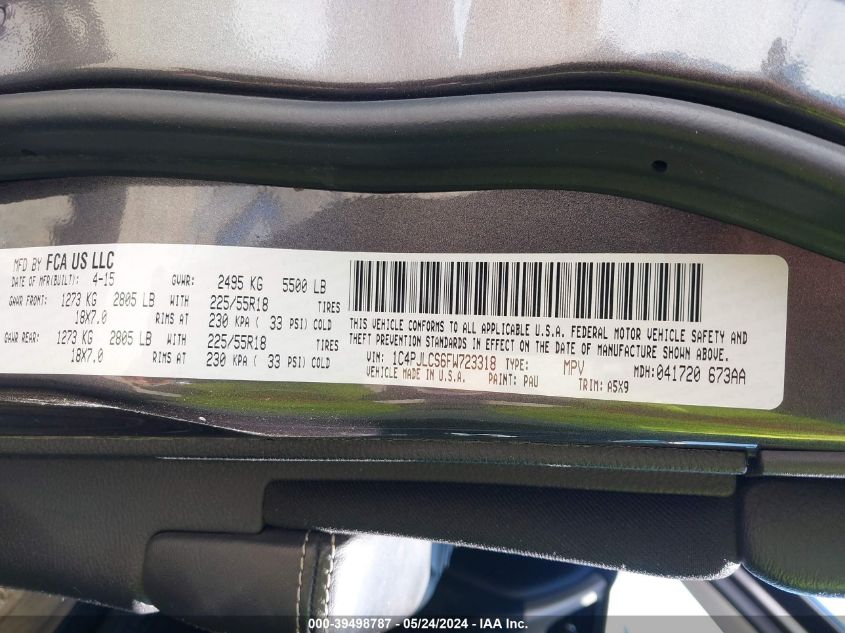 MFD BY FCA US LLC
DATE OF MFR(BUILT): 4-15 GVWR: 2495 KG 5500 LB
GAWR FRONT: 1273 KG 2805 LB WITH 225/55R18 TIRES
18X7.0 RIMS AT 230 KPA ( 33 PSI) COLD
GAWR REAR: 1273 KG 2805 LB WITH 225/55R18 TIRES
18X7.0 RIMS AT 230 KPA ( 33 PSI) COLD
THIS VEHICLE CONFORMS TO ALL APPLICABLE U.S.A. FEDERAL MOTOR VEHICLE SAFETY AND
THEFT PREVENTION STANDARDS IN EFFECT ON THE DATE OF MANUFACTURE SHOWN ABOVE.
VIN: 1C4PJLCS6FW723318 TYPE: MPV MDH: 041720 673AA
VEHICLE MADE IN U.S.A. PAINT: PAU TRIM: A5X9
000-39498787 - 05/24/2024 - IAA Inc.